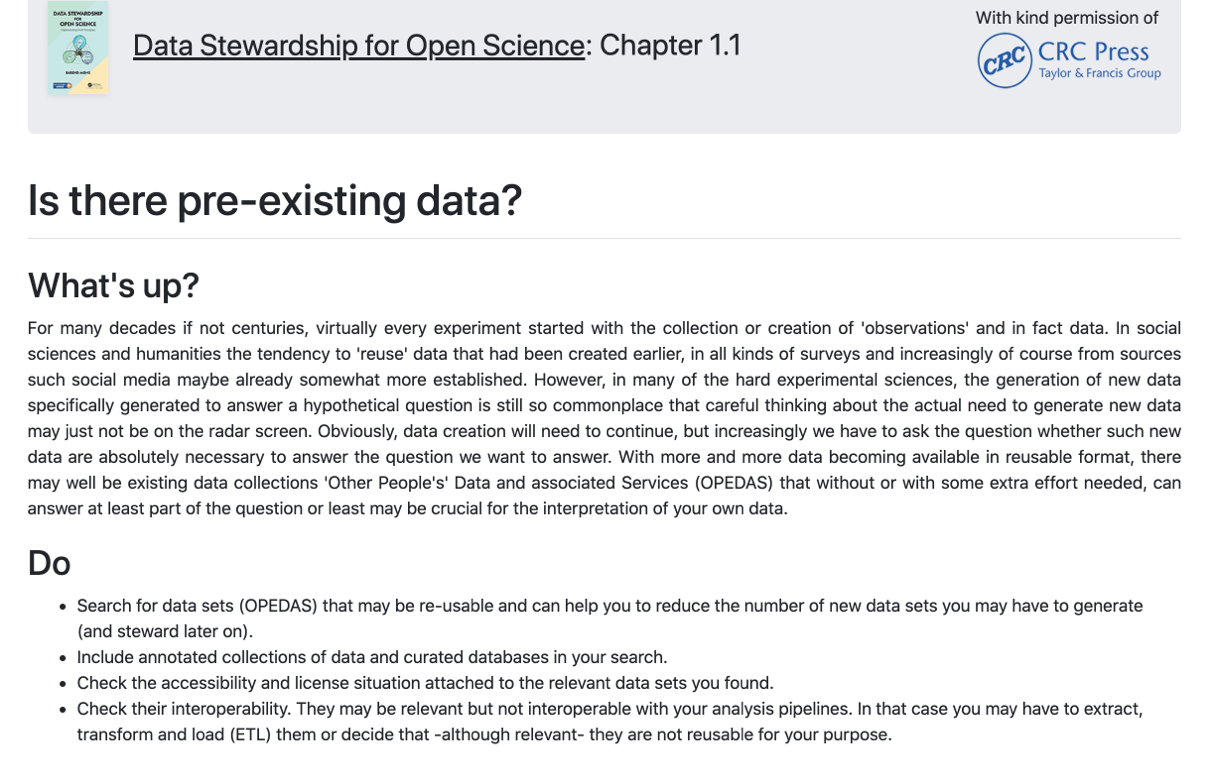 DATA STEWARDSHIP
FOR
OPEN SCIENCE
BAREND MONS
Data Stewardship for Open Science: Chapter 1.1
With kind permission of
CRC
CRC Press
Taylor & Francis Group
Is there pre-existing data?
What's up?
For many decades if not centuries, virtually every experiment started with the collection or creation of 'observations' and in fact data. In social
sciences and humanities the tendency to 'reuse' data that had been created earlier, in all kinds of surveys and increasingly of course from sources
such social media maybe already somewhat more established. However, in many of the hard experimental sciences, the generation of new data
specifically generated to answer a hypothetical question is still so commonplace that careful thinking about the actual need to generate new data
may just not be on the radar screen. Obviously, data creation will need to continue, but increasingly we have to ask the question whether such new
data are absolutely necessary to answer the question we want to answer. With more and more data becoming available in reusable format, there
may well be existing data collections 'Other People's' Data and associated Services (OPEDAS) that without or with some extra effort needed, can
answer at least part of the question or least may be crucial for the interpretation of your own data.
Do
• Search for data sets (OPEDAS) that may be re-usable and can help you to reduce the number of new data sets you may have to generate
(and steward later on).
• Include annotated collections of data and curated databases in your search.
• Check the accessibility and license situation attached to the relevant data sets you found.
• Check their interoperability. They may be relevant but not interoperable with your analysis pipelines. In that case you may have to extract,
transform and load (ETL) them or decide that -although relevant- they are not reusable for your purpose.